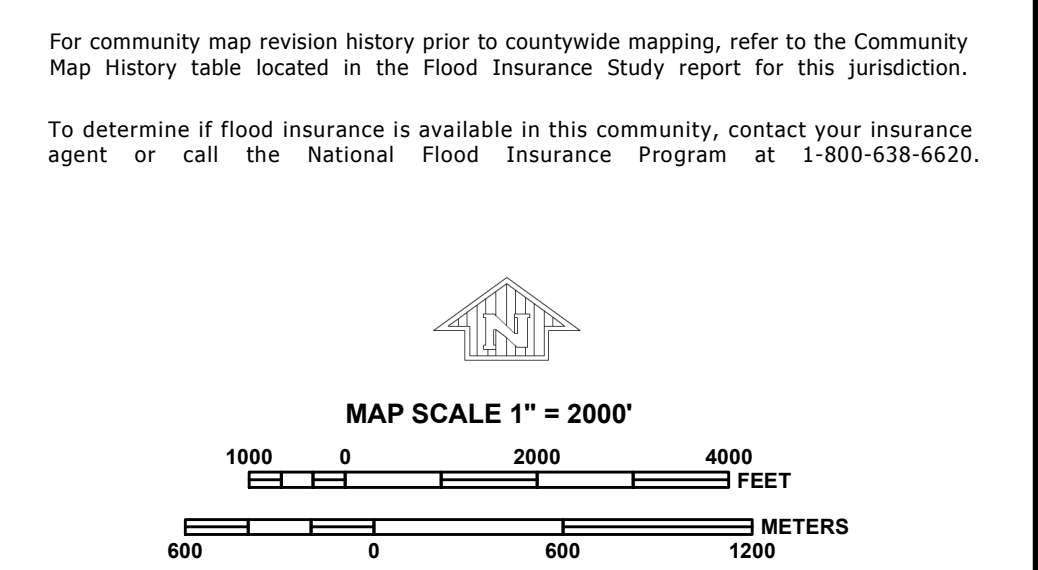 For community map revision history prior to countywide mapping, refer to the Community
Map History table located in the Flood Insurance Study report for this jurisdiction.
To determine if flood insurance is available in this community, contact your insurance
agent or call the National Flood Insurance Program at 1-800-638-6620.
N
MAP SCALE 1" = 2000'
1000 0 2000 4000
FEET
METERS
600 0 600 1200